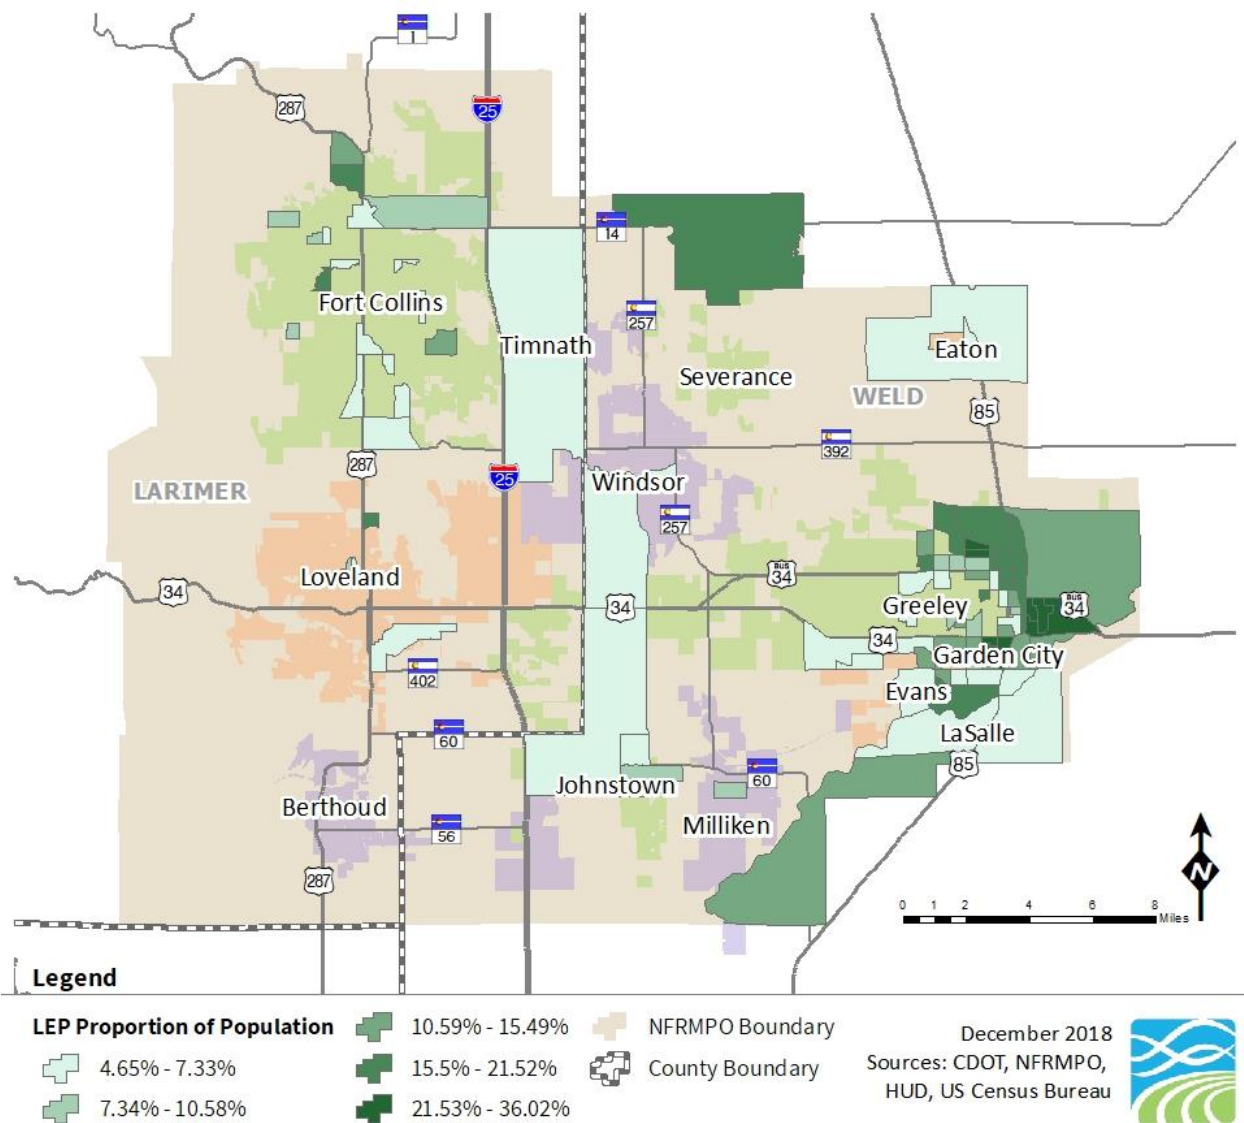 1
287
25
14
Fort Collins
257
Timnath
Eaton
Severance
WELD
85
392
287
25
LARIMER
Windsor
257
Loveland
BUS
34
34
34
Greeley
BUS
34
34
Garden City
402
Evans
60
LaSalle
85
Johnstown
60
Berthoud
56
Milliken
287
N
0 1 2 4 6 8
Miles
Legend
LEP Proportion of Population
4.65% - 7.33%
7.34% - 10.58%
10.59% - 15.49%
15.5% - 21.52%
21.53% - 36.02%
NFRMPO Boundary
County Boundary
December 2018
Sources: CDOT, NFRMPO,
HUD, US Census Bureau